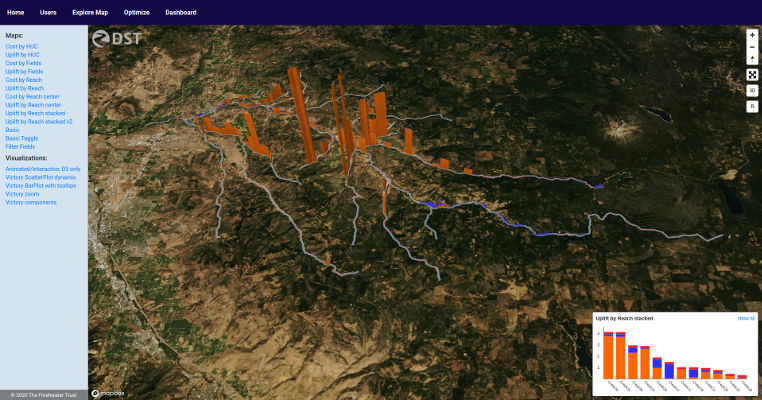 Home Users Explore Map Optimize Dashboard
Maps:
Cost by HUC
Uplift by HUC
Cost by Fields
Uplift by Fields
Cost by Reach
Uplift by Reach
Cost by Reach center
Uplift by Reach center
Uplift by Reach stacked
Uplift by Reach stacked v2
Basic
Basic Toggle
Filter Fields
Visualizations:
Animated/Interactive, D3 only
Victory ScatterPlot dynamic
Victory BarPlot with tooltips
Victory zoom
Victory components
© 2020 The Freshwater Trust
DST
+
−
3D
R
mapbox
Uplift by Reach stacked show all
4
3
2
1